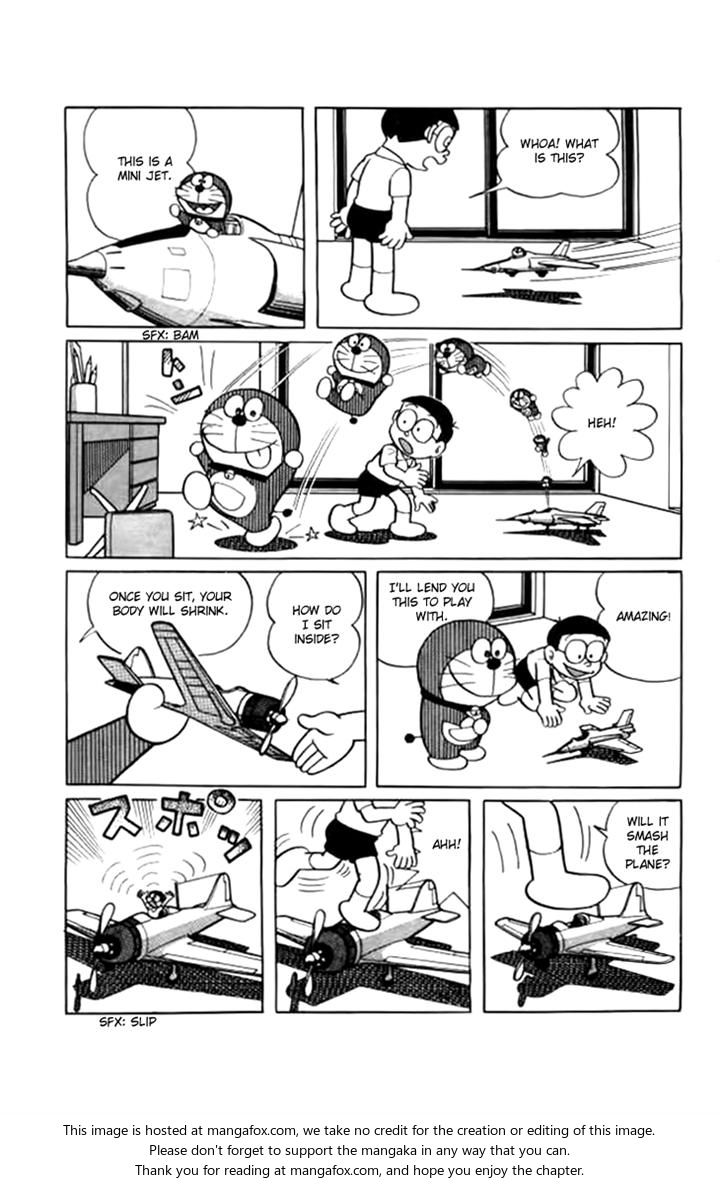 WHOA! WHAT
IS THIS?
THIS IS A
MINI JET.
HEH!
SFX: BAM
ドン
AMAZING!
I'LL LEND YOU
THIS TO PLAY
WITH.
HOW DO
I SIT
INSIDE?
ONCE YOU SIT, YOUR
BODY WILL SHRINK.
WILL IT
SMASH
THE
PLANE?
AHH!
スポッ
SFX: SLIP
This image is hosted at mangafox.com, we take no credit for the creation or editing of this image.
Please don't forget to support the mangaka in any way that you can.
Thank you for reading at mangafox.com, and hope you enjoy the chapter.